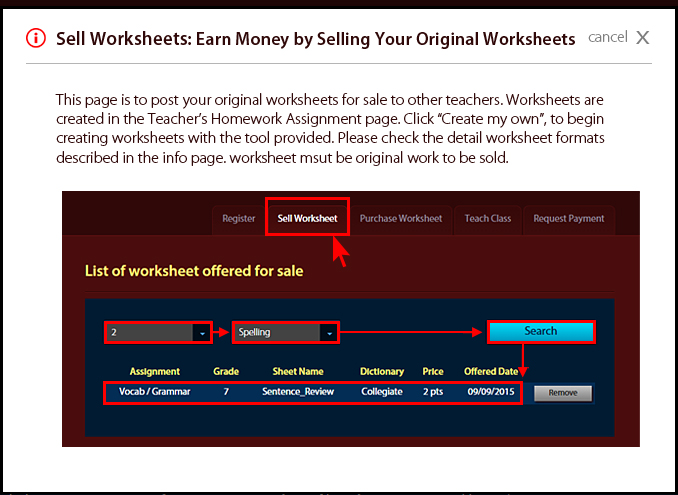 Sell Worksheets: Earn Money by Selling Your Original Worksheets cancel X
This page is to post your original worksheets for sale to other teachers. Worksheets are
created in the Teacher’s Homework Assignment page. Click “Create my own”, to begin
creating worksheets with the tool provided. Please check the detail worksheet formats
described in the info page. worksheet msut be original work to be sold.
Register Sell Worksheet Purchase Worksheet Teach Class Request Payment
List of worksheet offered for sale
2 Spelling Search
Assignment Grade Sheet Name Dictionary Price Offered Date
Vocab / Grammar 7 Sentence_Review Collegiate 2 pts 09/09/2015 Remove